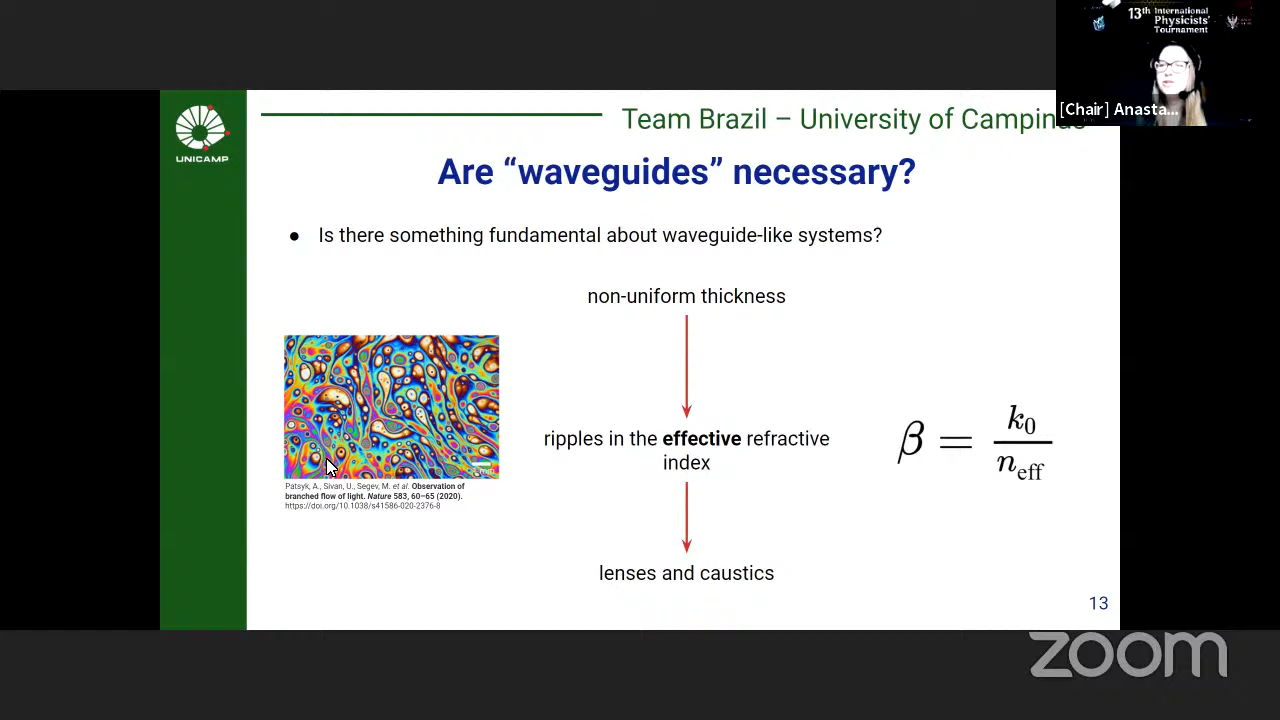 13th International
Physicists'
Tournament
[Chair] Anasta...
UNICAMP
Team Brazil – University of Campinas
Are “waveguides” necessary?
● Is there something fundamental about waveguide-like systems?
non-uniform thickness
ripples in the effective refractive
index
lenses and caustics
β = k₀ / n_eff
Patsyk, A., Sivan, U., Segev, M. et al. Observation of
branched flow of light. Nature 583, 60–65 (2020).
https://doi.org/10.1038/s41586-020-2376-8
13
zoom